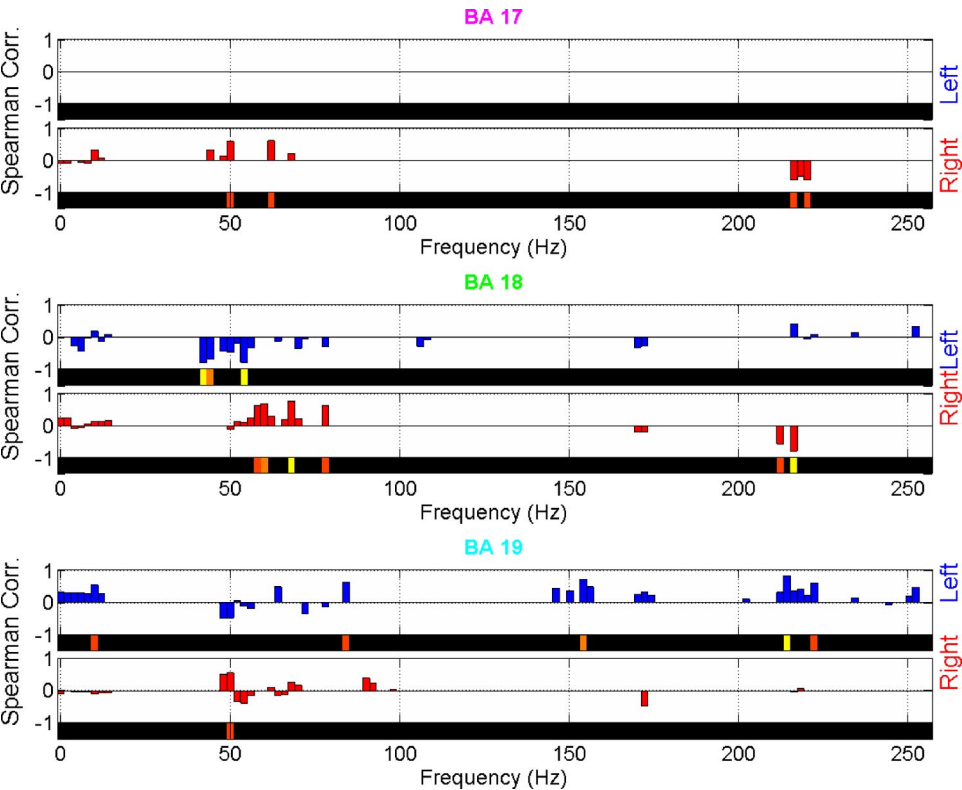 BA 17
Spearman Corr.
1
0
-1
Left
1
0
-1
Right
0 50 100 150 200 250
Frequency (Hz)
BA 18
Spearman Corr.
1
0
-1
Left
1
0
-1
Right
0 50 100 150 200 250
Frequency (Hz)
BA 19
Spearman Corr.
1
0
-1
Left
1
0
-1
Right
0 50 100 150 200 250
Frequency (Hz)